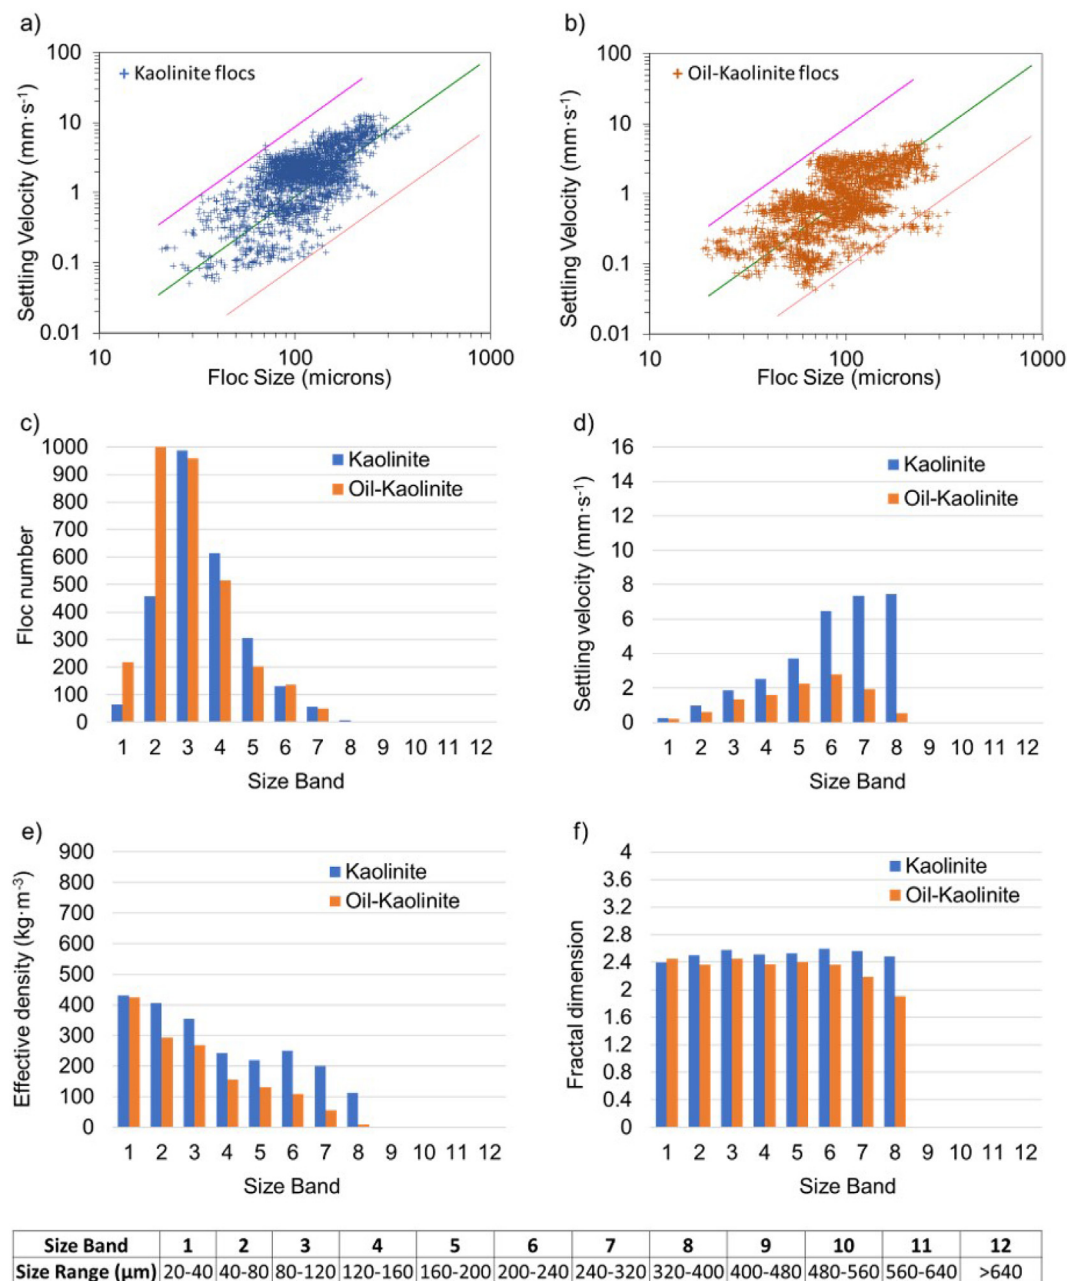 a)
b)
100
10
1
0.1
0.01
Settling Velocity (mm·s⁻¹)
Kaolinite flocs
10
100
1000
Floc Size (microns)
100
10
1
0.1
0.01
Settling Velocity (mm·s⁻¹)
Oil-Kaolinite flocs
10
100
1000
Floc Size (microns)
c)
d)
1000
900
800
700
600
500
400
300
200
100
0
Floc number
Kaolinite
Oil-Kaolinite
1 2 3 4 5 6 7 8 9 10 11 12
Size Band
16
14
12
10
8
6
4
2
0
Settling velocity (mm·s⁻¹)
Kaolinite
Oil-Kaolinite
1 2 3 4 5 6 7 8 9 10 11 12
Size Band
e)
f)
900
800
700
600
500
400
300
200
100
0
Effective density (kg·m⁻³)
Kaolinite
Oil-Kaolinite
1 2 3 4 5 6 7 8 9 10 11 12
Size Band
4
3.6
3.2
2.8
2.4
2
1.6
1.2
0.8
0.4
0
Fractal dimension
Kaolinite
Oil-Kaolinite
1 2 3 4 5 6 7 8 9 10 11 12
Size Band
Size Band 1 2 3 4 5 6 7 8 9 10 11 12
Size Range (µm) 20-40 40-80 80-120 120-160 160-200 200-240 240-320 320-400 400-480 480-560 560-640 >640